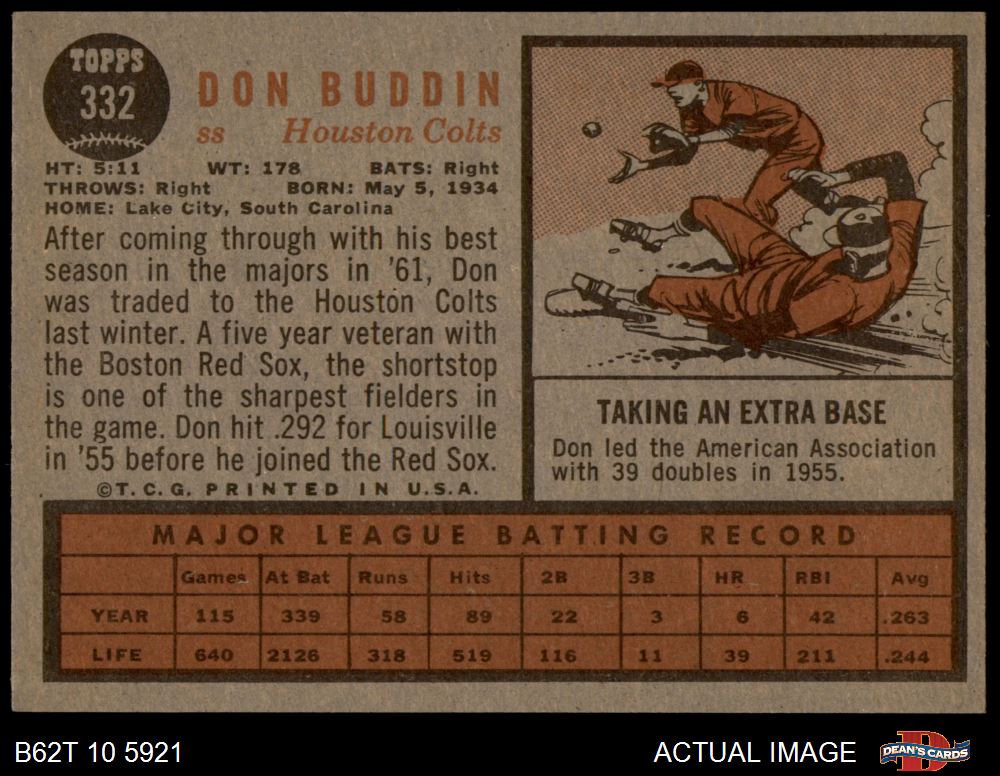 TOPPS
332
DON BUDDIN
SS Houston Colts
HT: 5:11 WT: 178 BATS: Right
THROWS: Right BORN: May 5, 1934
HOME: Lake City, South Carolina
After coming through with his best
season in the majors in '61, Don
was traded to the Houston Colts
last winter. A five year veteran with
the Boston Red Sox, the shortstop
is one of the sharpest fielders in
the game. Don hit .292 for Louisville
in '55 before he joined the Red Sox.
©T.C.G. PRINTED IN U.S.A.
TAKING AN EXTRA BASE
Don led the American Association
with 39 doubles in 1955.
MAJOR LEAGUE BATTING RECORD
Games At Bat Runs Hits 2B 3B HR RBI Avg
YEAR 115 339 58 89 22 3 6 42 .263
LIFE 640 2126 318 519 116 11 39 211 .244
B62T 10 5921
ACTUAL IMAGE
D
DEAN'S CARDS